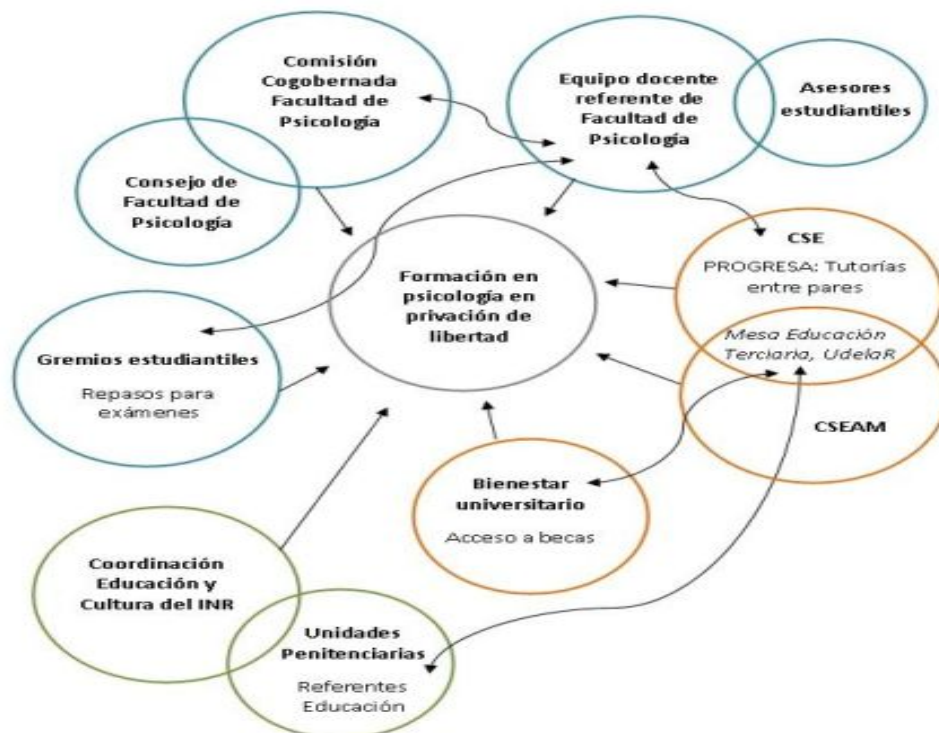 Comisión
Cogobernada
Facultad de
Psicología
Equipo docente
referente de
Facultad de
Psicología
Asesores
estudiantiles
Consejo de
Facultad de
Psicología
CSE
PROGRESA: Tutorías
entre pares
Formación en
psicología en
privación de
libertad
Mesa Educación
Terciaria, UdelaR
Gremios estudiantiles
Repasos para
exámenes
CSEAM
Bienestar
universitario
Acceso a becas
Coordinación
Educación y
Cultura del INR
Unidades
Penitenciarias
Referentes
Educación